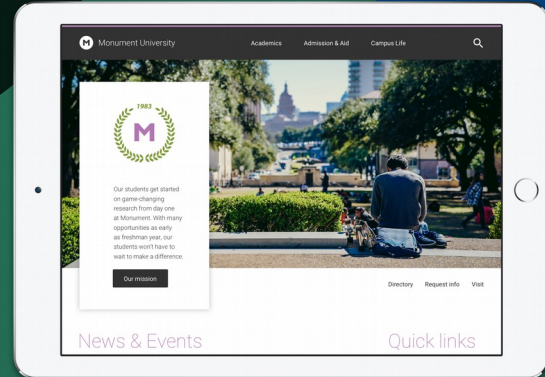 M Monument University
Academics Admission & Aid Campus Life
1983
M
Our students get started
on game-changing
research from day one
at Monument. With many
opportunities as early
as freshman year, our
students won't have to
wait to make a difference.
Our mission
Directory Request info Visit
News & Events
Quick links